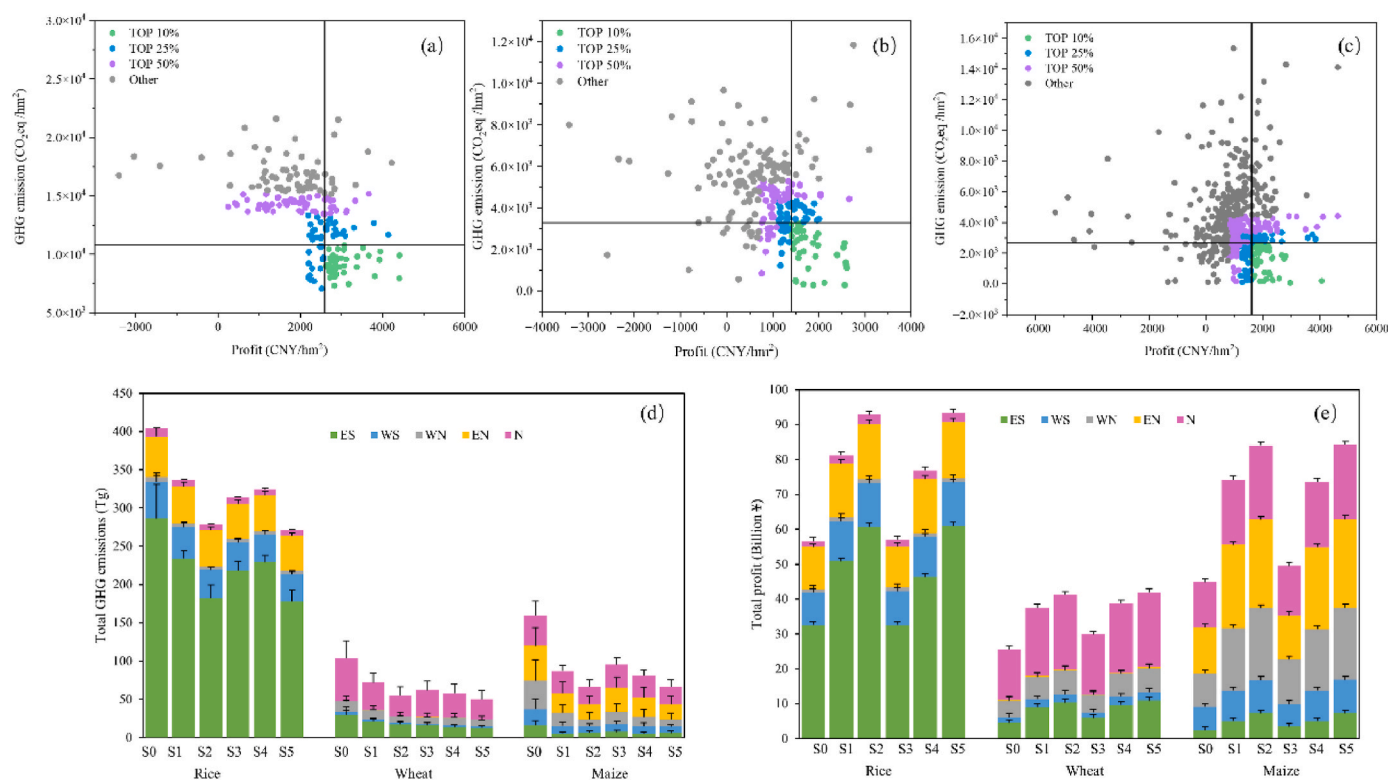 (a)
TOP 10%
TOP 25%
TOP 50%
Other
3.0×10⁴
2.5×10⁴
2.0×10⁴
1.5×10⁴
1.0×10⁴
5.0×10³
GHG emission (CO₂eq /hm²)
−2000 0 2000 4000 6000
Profit (CNY/hm²)
(b)
TOP 10%
TOP 25%
TOP 50%
Other
1.2×10⁴
1.0×10⁴
8.0×10³
6.0×10³
4.0×10³
2.0×10³
0.0
GHG emission (CO₂eq /hm²)
−4000 −3000 −2000 −1000 0 1000 2000 3000 4000
Profit (CNY/hm²)
(c)
TOP 10%
TOP 25%
TOP 50%
Other
1.6×10⁴
1.4×10⁴
1.2×10⁴
1.0×10⁴
8.0×10³
6.0×10³
4.0×10³
2.0×10³
0.0
−2.0×10³
GHG emission (CO₂eq /hm²)
6000 4000 2000 0 2000 4000 6000
Profit (CNY/hm²)
(d)
ES WS WN EN N
450
400
350
300
250
200
150
100
50
0
Total GHG emissions (Tg)
S0 S1 S2 S3 S4 S5 S0 S1 S2 S3 S4 S5 S0 S1 S2 S3 S4 S5
Rice Wheat Maize
(e)
ES WS WN EN N
100
90
80
70
60
50
40
30
20
10
0
Total profit (Billion ¥)
S0 S1 S2 S3 S4 S5 S0 S1 S2 S3 S4 S5 S0 S1 S2 S3 S4 S5
Rice Wheat Maize